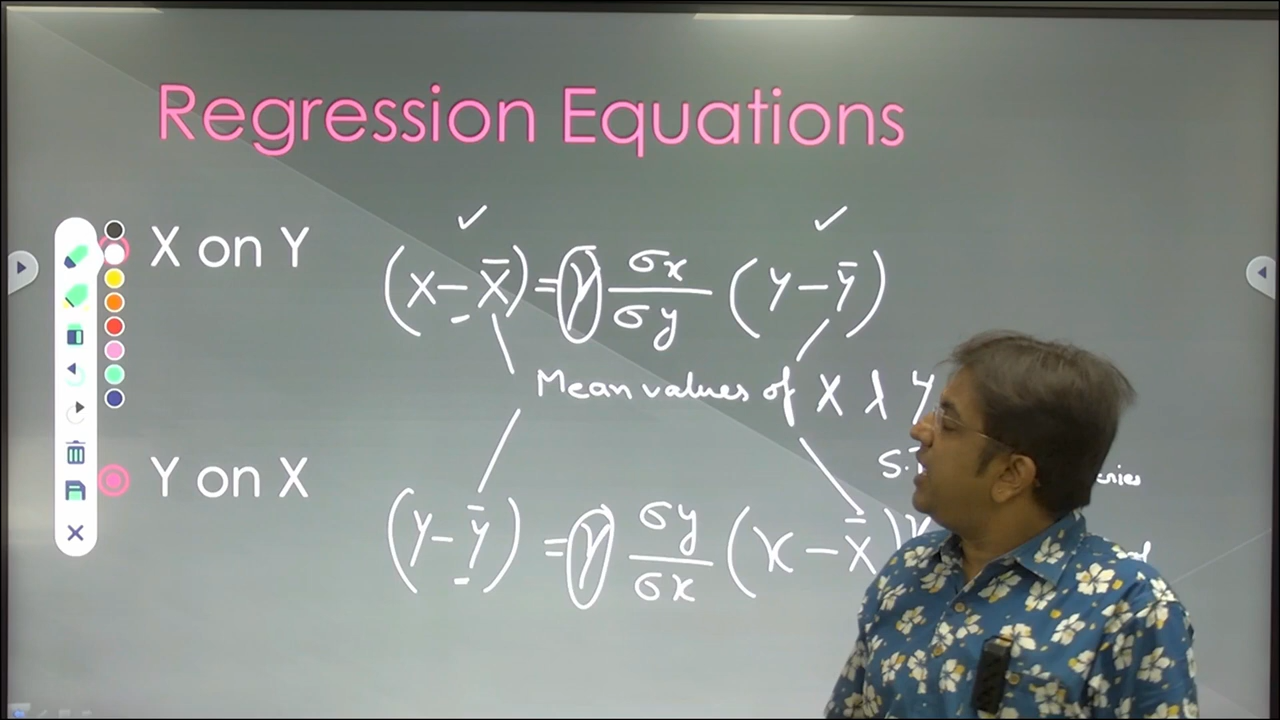 Regression Equations
X on Y
(X - X̄) = r σx/σy (Y - Ȳ)
Mean values of X & Y
Y on X
(Y - Ȳ) = r σy/σx (X - X̄)